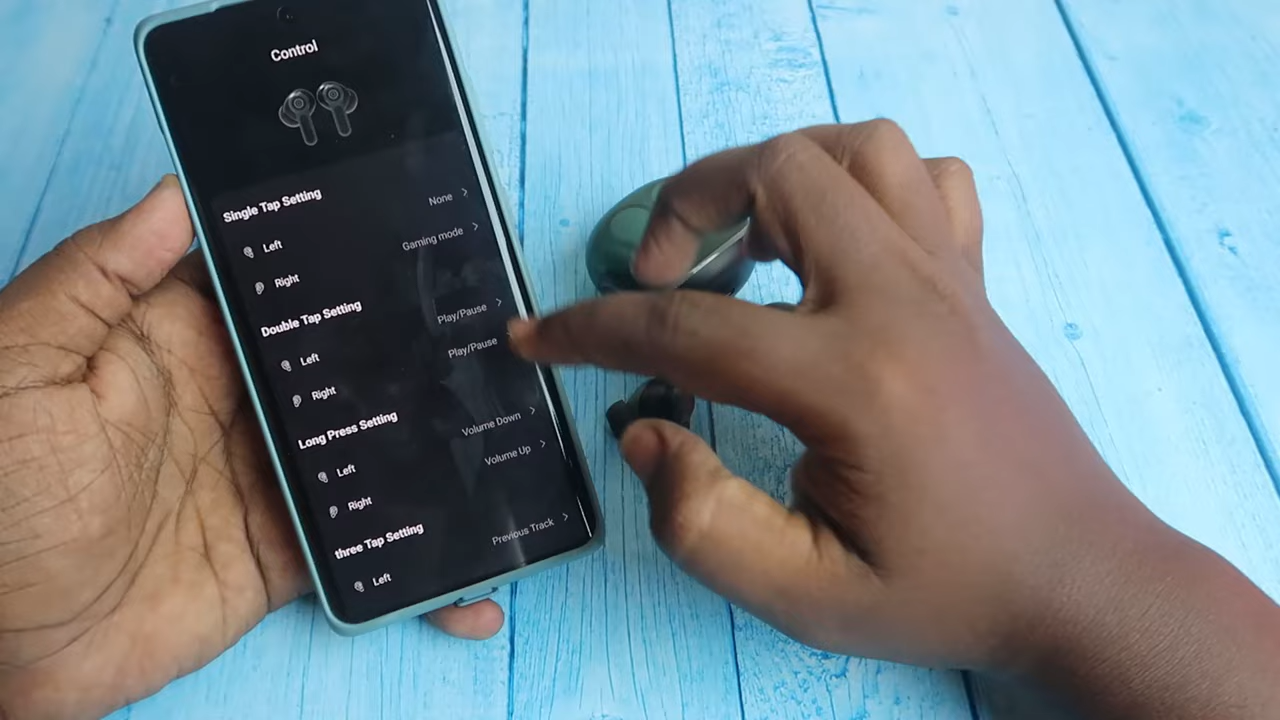 Control
Single Tap Setting
Left None
Right Gaming mode
Double Tap Setting
Left Play/Pause
Right Play/Pause
Long Press Setting
Left Volume Down
Right Volume Up
three Tap Setting
Left Previous Track